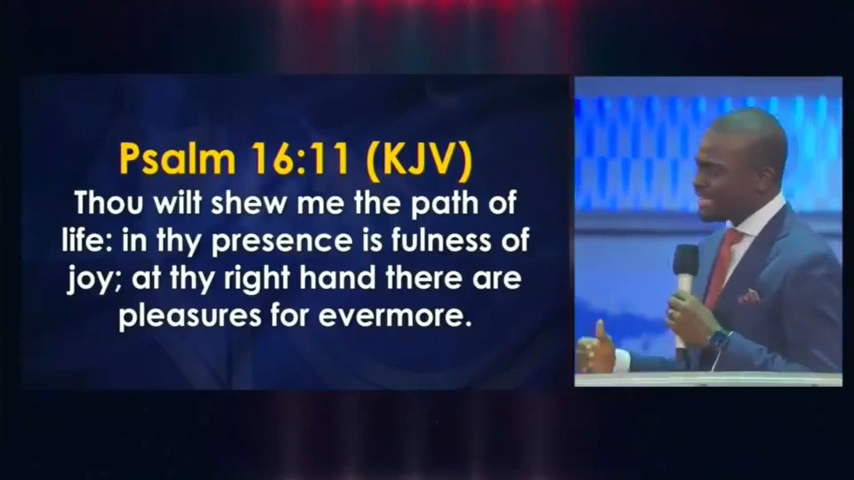 Psalm 16:11 (KJV)
Thou wilt shew me the path of
life: in thy presence is fulness of
joy; at thy right hand there are
pleasures for evermore.